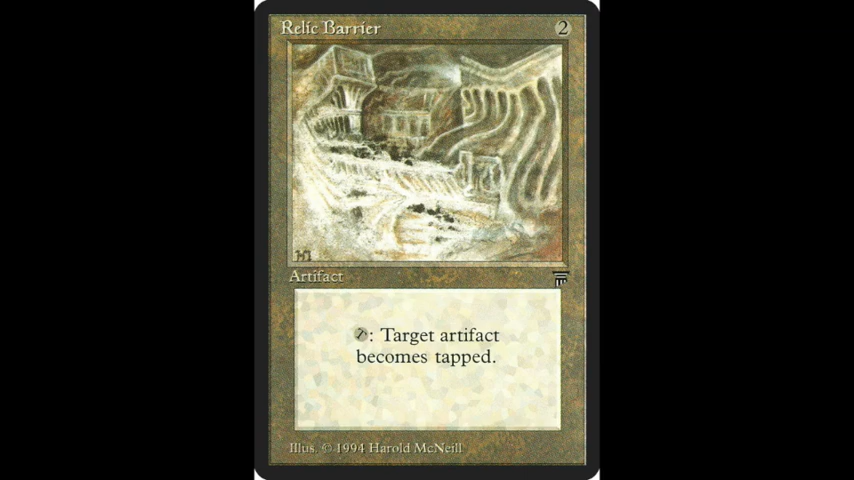 Relic Barrier 2
Artifact
: Target artifact
becomes tapped.
Illus. © 1994 Harold McNeill